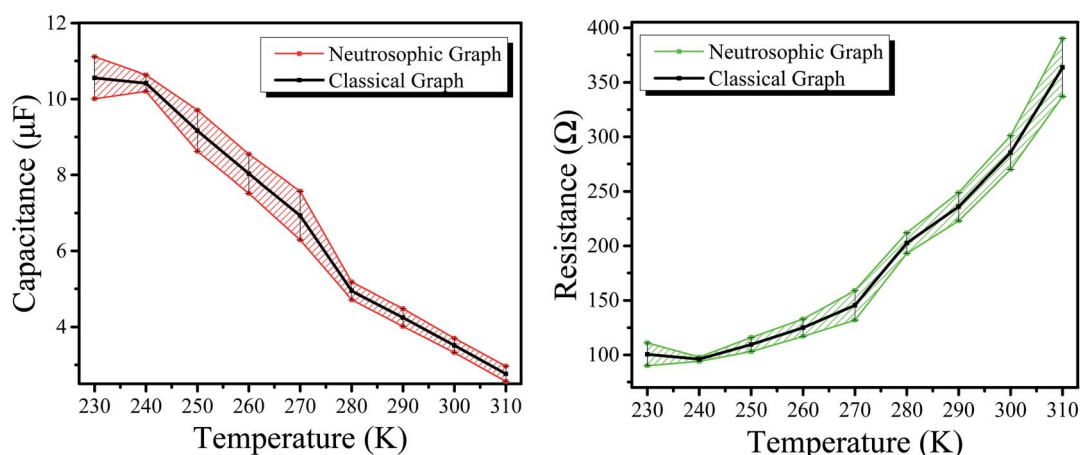 12
10
8
6
4
Capacitance (μF)
Neutrosophic Graph
Classical Graph
230 240 250 260 270 280 290 300 310
Temperature (K)
400
350
300
250
200
150
100
Resistance (Ω)
Neutrosophic Graph
Classical Graph
230 240 250 260 270 280 290 300 310
Temperature (K)